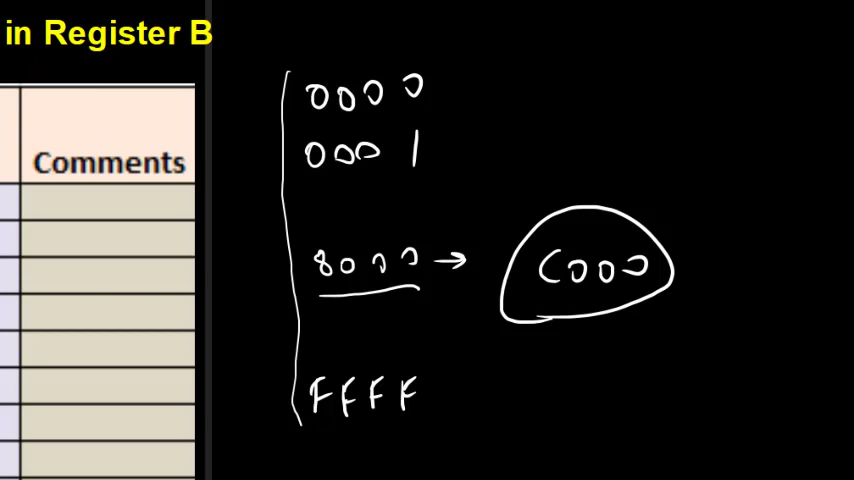 in Register B
Comments
0000
0001
8000 → C000
FFFF